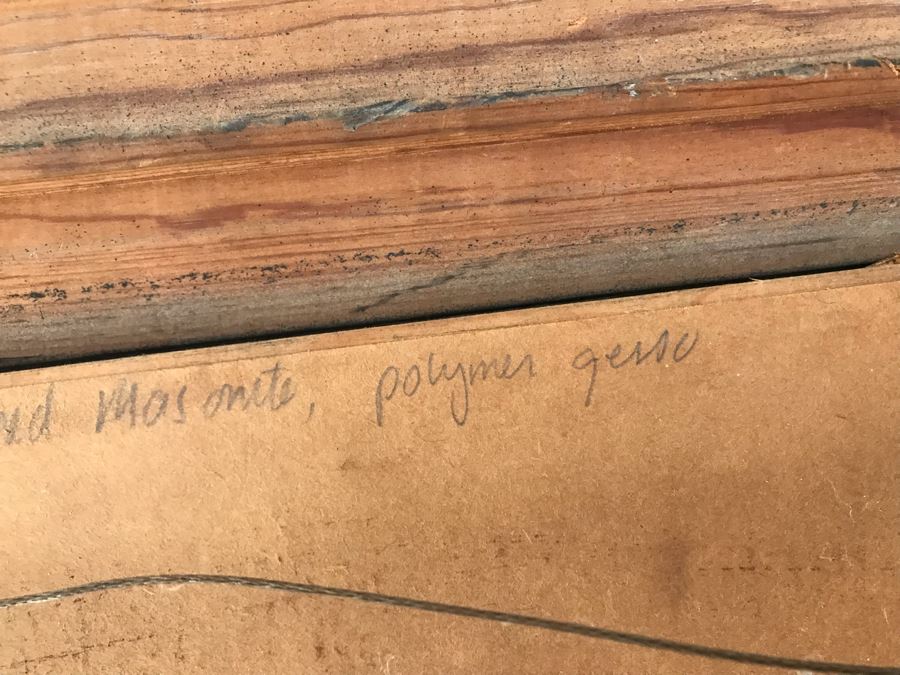 Masonite, polymer gesso